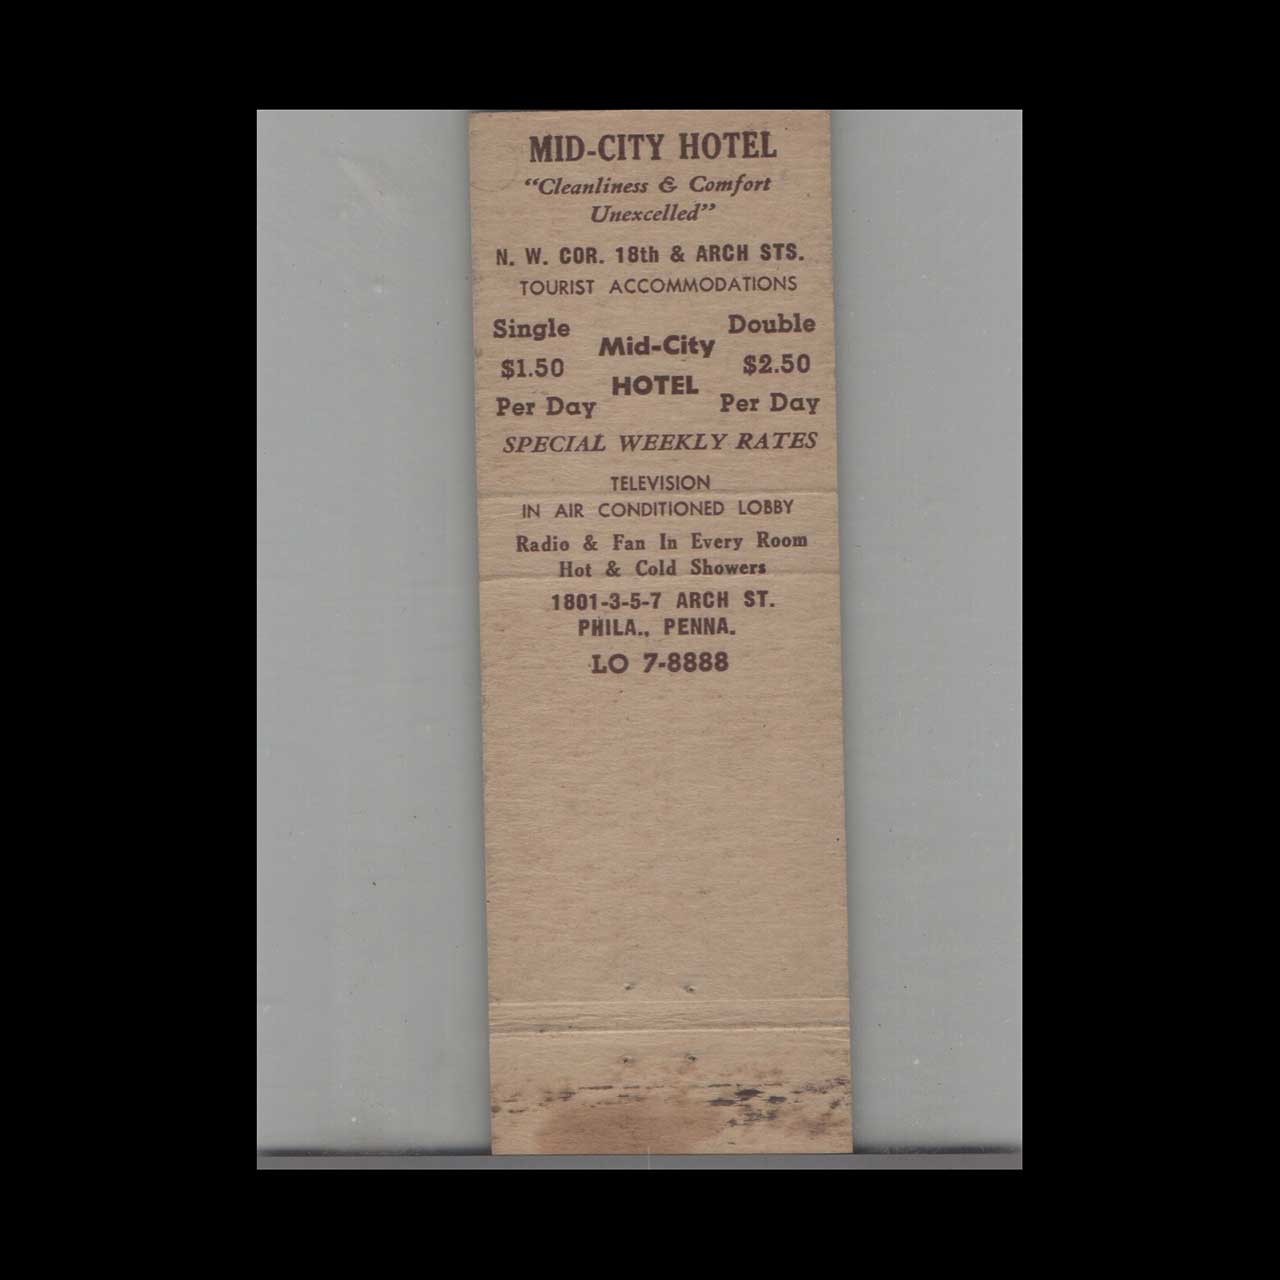 MID-CITY HOTEL
"Cleanliness & Comfort
Unexcelled"
N. W. COR. 18th & ARCH STS.
TOURIST ACCOMMODATIONS
Single
$1.50
Per Day
Mid-City
HOTEL
Double
$2.50
Per Day
SPECIAL WEEKLY RATES
TELEVISION
IN AIR CONDITIONED LOBBY
Radio & Fan In Every Room
Hot & Cold Showers
1801-3-5-7 ARCH ST.
PHILA., PENNA.
LO 7-8888